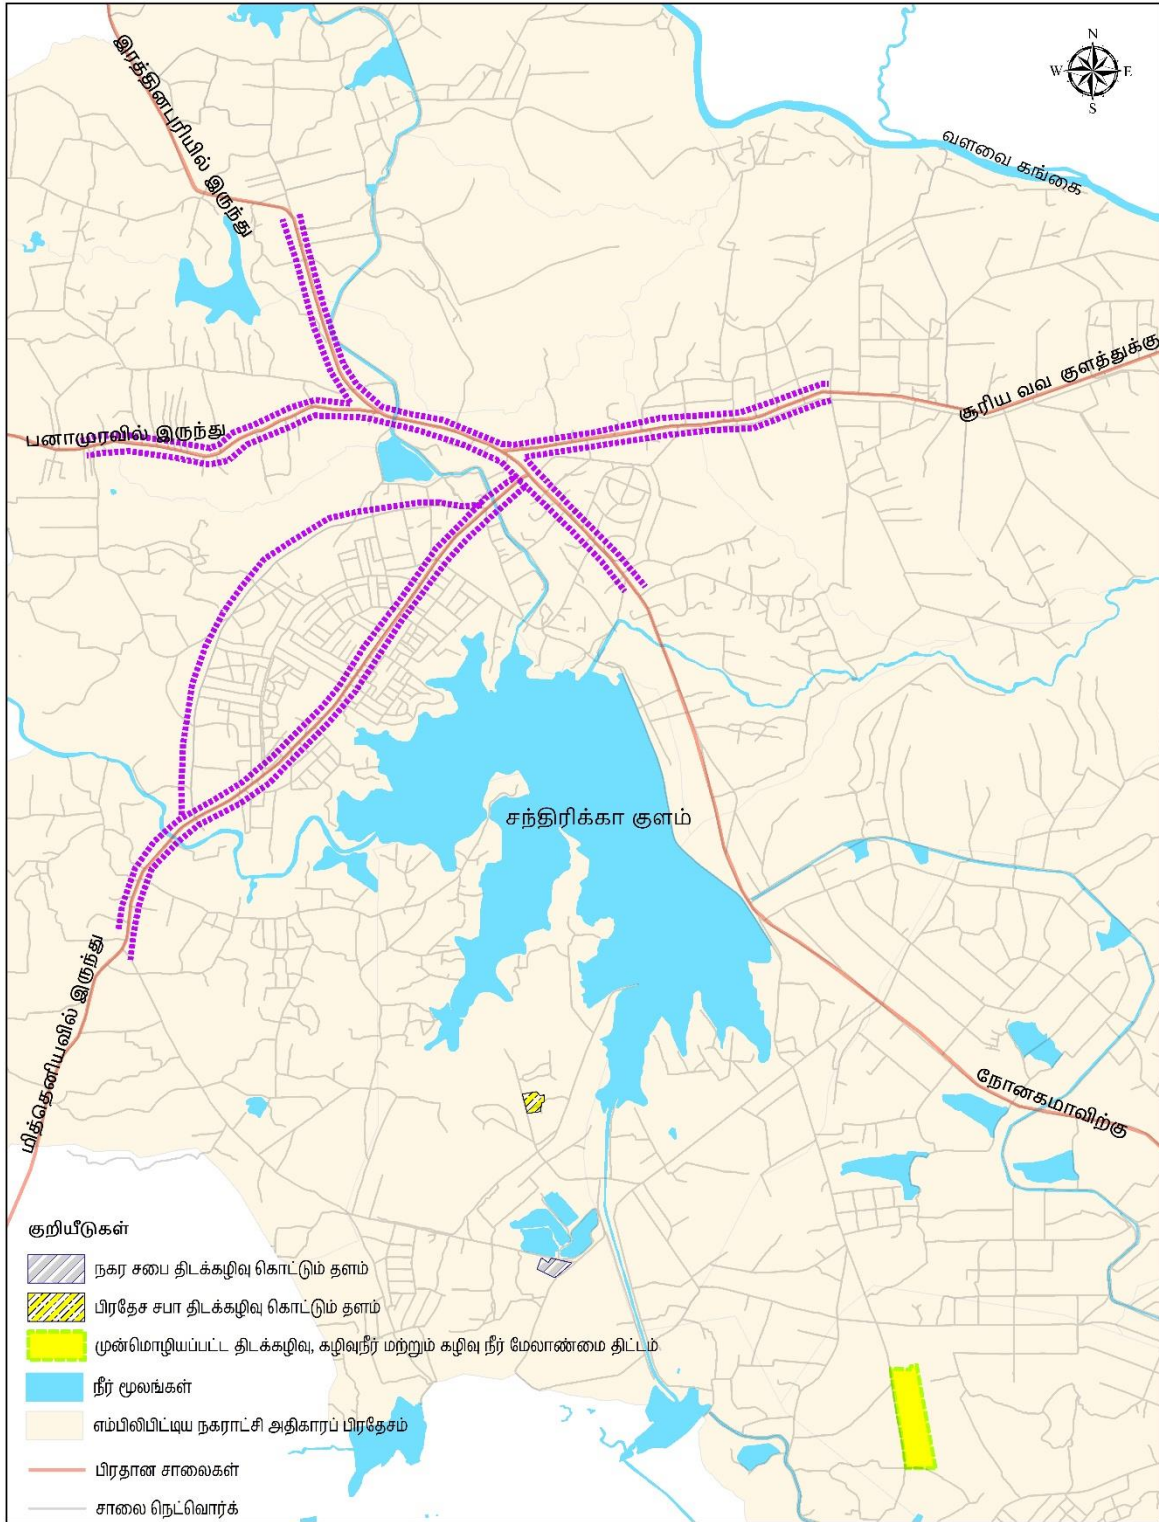 N
W E
S
இரத்தினபுரியில் இருந்து
வளவை கங்கை
சூரிய வவ குளத்துக்கு
பனாமுரவில் இருந்து
சந்திரிக்கா குளம்
மித்தெனியவில் இருந்து
நோனகமாவிற்கு
குறியீடுகள்
நகர சபை திடக்கழிவு கொட்டும் தளம்
பிரதேச சபா திடக்கழிவு கொட்டும் தளம்
முன்மொழியப்பட்ட திடக்கழிவு, கழிவுநீர் மற்றும் கழிவு நீர் மேலாண்மை திட்டம்
நீர் மூலங்கள்
எம்பிலிபிட்டிய நகராட்சி அதிகாரப் பிரதேசம்
பிரதான சாலைகள்
சாலை நெட்வொர்க்